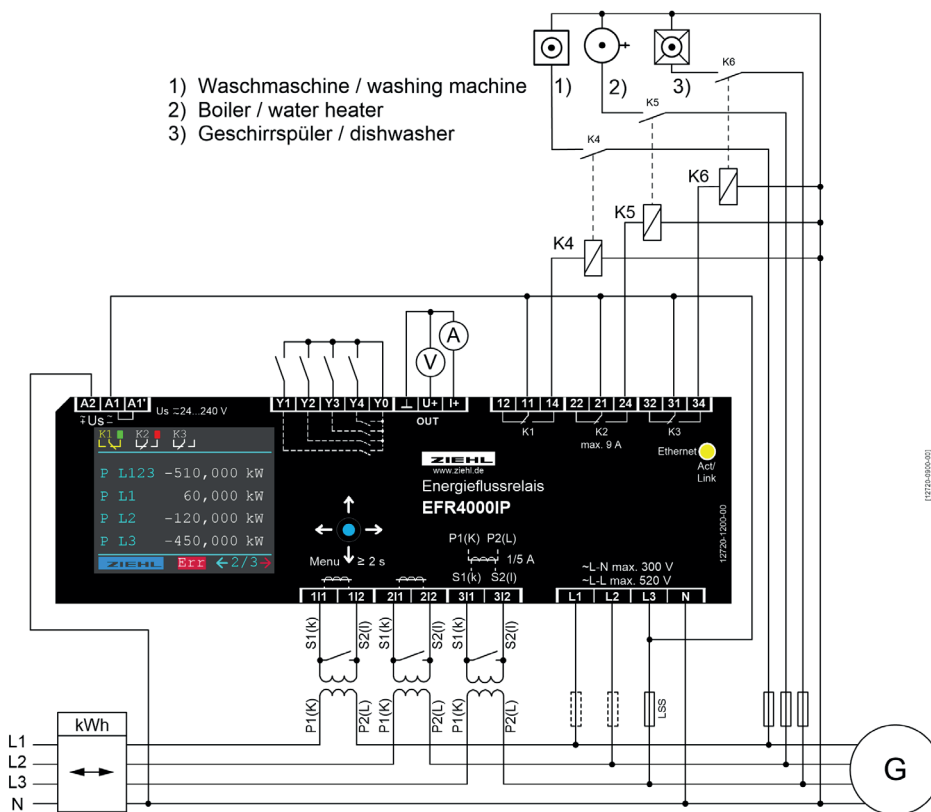 1) Waschmaschine / washing machine
2) Boiler / water heater
3) Geschirrspüler / dishwasher
1)
2)
3)
+
K6
K5
K4
K6
K5
K4
A
V
A2 A1 A1'
Us
Us 24...240 V
Y1 Y2 Y3 Y4 Y0
⊥ U+ I+
OUT
12 11 14
K1
22 21 24
K2
max. 9 A
32 31 34
K3
K1 K2 K3
P L123 -510,000 kW
P L1 60,000 kW
P L2 -120,000 kW
P L3 -450,000 kW
ZIEHL Err ←2/3→
ZIEHL
www.ziehl.de
Energieflussrelais
EFR4000IP
Ethernet
Act/
Link
12720-1200-00
[12720-0900-00]
Menu ≥ 2 s
P1(K) P2(L)
1/5 A
S1(k) S2(l)
~L-N max. 300 V
~L-L max. 520 V
1I1 1I2
2I1 2I2
3I1 3I2
L1 L2 L3 N
S1(k) S2(l)
S1(k) S2(l)
S1(k) S2(l)
P1(K) P2(L)
P1(K) P2(L)
P1(K) P2(L)
LSS
kWh
L1
L2
L3
N
G